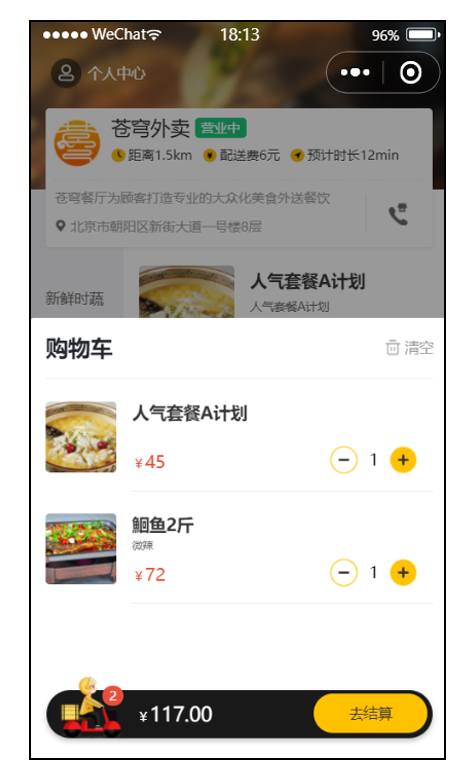 ●●●●● WeChat 18:13 96%
个人中心
苍穹外卖 营业中
距离1.5km 配送费6元 预计时长12min
苍穹餐厅为顾客打造专业的大众化美食外送餐饮
北京市朝阳区新街大道一号楼8层
新鲜时蔬
人气套餐A计划
人气套餐A计划
购物车 清空
人气套餐A计划
¥45 1
鮰鱼2斤
微辣
¥72 1
2
¥117.00 去结算